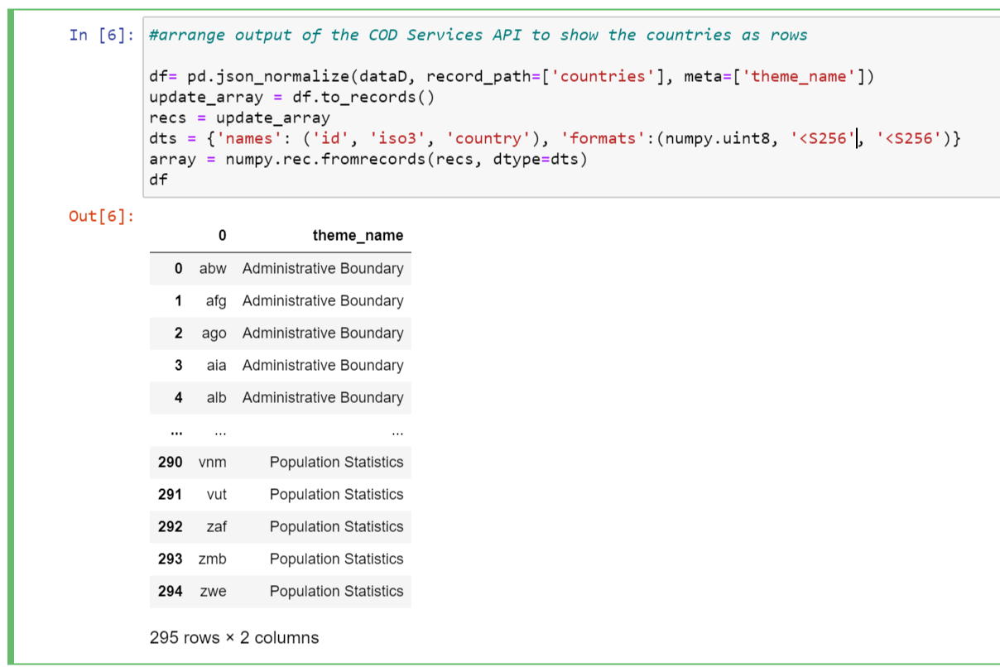 In [6]: #arrange output of the COD Services API to show the countries as rows
df= pd.json_normalize(dataD, record_path=['countries'], meta=['theme_name'])
update_array = df.to_records()
recs = update_array
dts = {'names': ('id', 'iso3', 'country'), 'formats':(numpy.uint8, '<S256', '<S256')}
array = numpy.rec.fromrecords(recs, dtype=dts)
df
Out[6]:
0 theme_name
0 abw Administrative Boundary
1 afg Administrative Boundary
2 ago Administrative Boundary
3 aia Administrative Boundary
4 alb Administrative Boundary
... ... ...
290 vnm Population Statistics
291 vut Population Statistics
292 zaf Population Statistics
293 zmb Population Statistics
294 zwe Population Statistics
295 rows × 2 columns